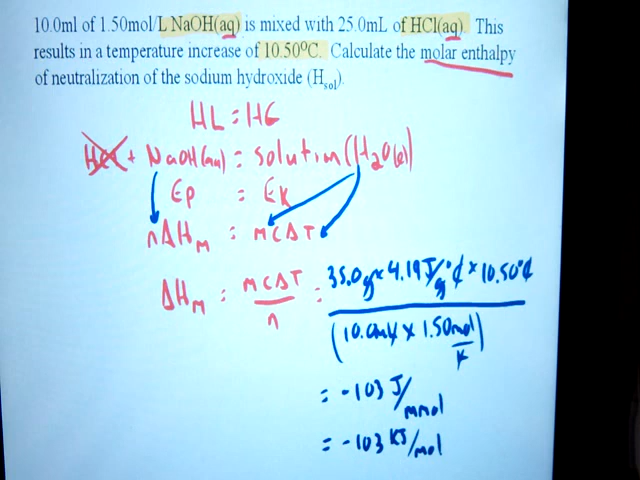 10.0ml of 1.50mol/L NaOH(aq) is mixed with 25.0mL of HCl(aq). This
results in a temperature increase of 10.50⁰C. Calculate the molar enthalpy
of neutralization of the sodium hydroxide (Hsol).
HL = HG
HCl + NaOH(aq) = solution (H2O(l))
Ep = Ek
nΔHm = mcΔT
ΔHm = mcΔT/n = 35.0g × 4.19J/g°C × 10.50°C
(10.0mL × 1.50mol/L)
= -103 J/mmol
= -103 KJ/mol